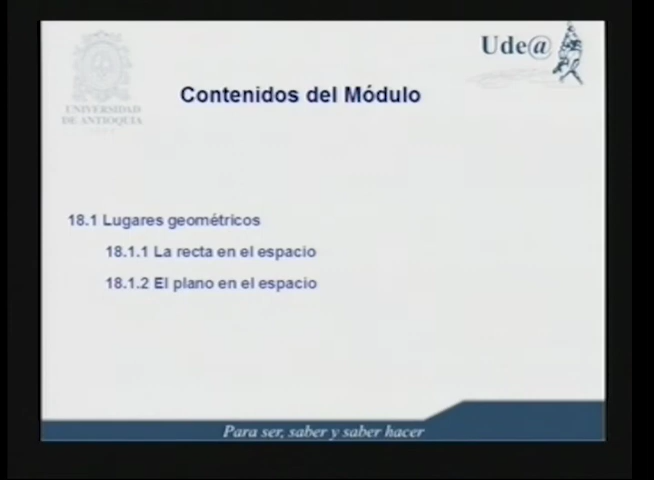 UNIVERSIDAD
DE ANTIOQUIA
Ude@
Contenidos del Módulo
18.1 Lugares geométricos
18.1.1 La recta en el espacio
18.1.2 El plano en el espacio
Para ser, saber y saber hacer